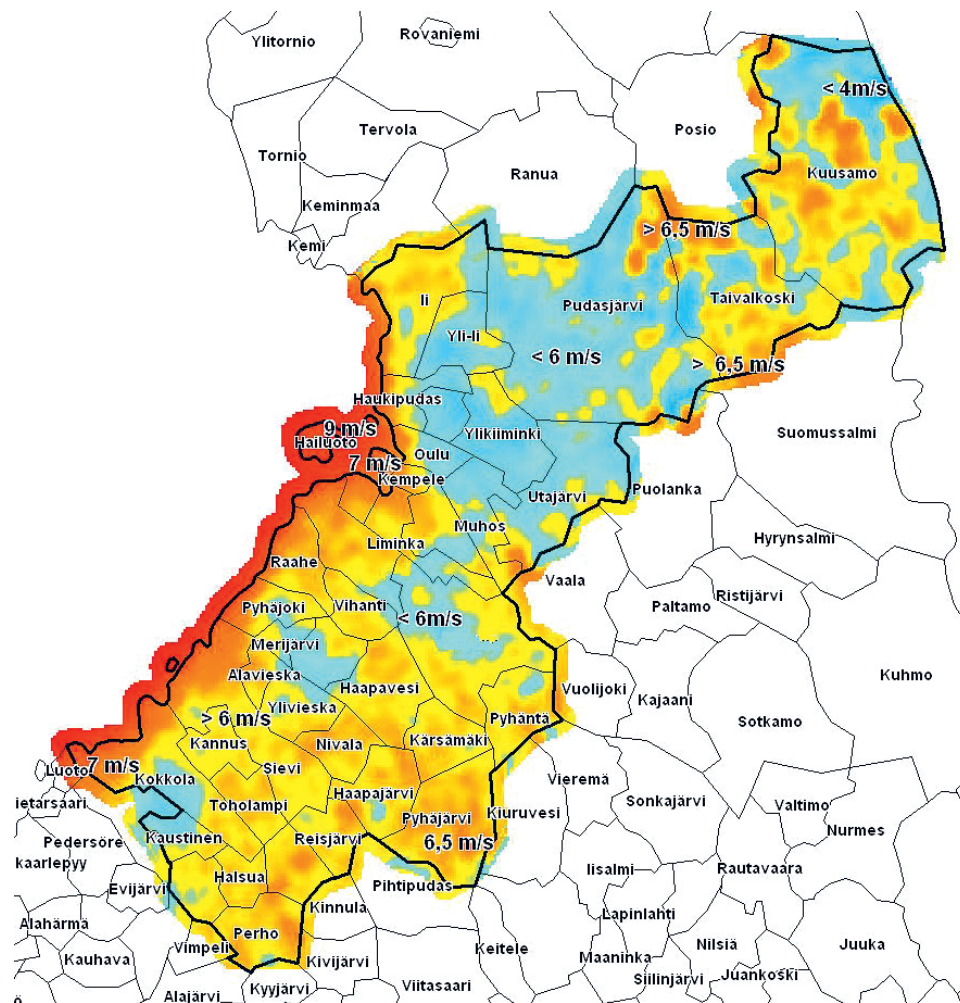 Ylitornio
Rovaniemi
< 4m/s
Tervola
Posio
Tornio
Ranua
Kuusamo
Keminmaa
Kemi
> 6,5 m/s
Ii
Pudasjärvi
Taivalkoski
Yli-Ii
< 6 m/s
> 6,5 m/s
Haukipudas
9 m/s
Hailuoto
Ylikiiminki
Suomussalmi
Oulu
7 m/s
Kempele
Puolanka
Utajärvi
Muhos
Liminka
Hyrynsalmi
Raahe
Vaala
Ristijärvi
Pyhäjoki
Vihanti
Paltamo
< 6m/s
Merijärvi
Alavieska
Kuhmo
Haapavesi
Vuolijoki
Kajaani
Ylivieska
> 6 m/s
Pyhäntä
Sotkamo
Kannus
Nivala
Kärsämäki
Luoto
7 m/s
Kokkola
Sievi
Vieremä
ietarsaari
Toholampi
Haapajärvi
Sonkajärvi
Valtimo
Kiuruvesi
Pyhäjärvi
Nurmes
Pedersöre
Kaustinen
Reisjärvi
6,5 m/s
kaarlepyy
Iisalmi
Rautavaara
Evijärvi
Halsua
Pihtipudas
Kinnula
Lapinlahti
Alahärmä
Perho
Vimpeli
Keitele
Nilsiä
Juuka
Kauhava
Kivijärvi
Maaninka
Siilinjärvi
Juankoski
Kyyjärvi
Viitasaari
Alajärvi
ö